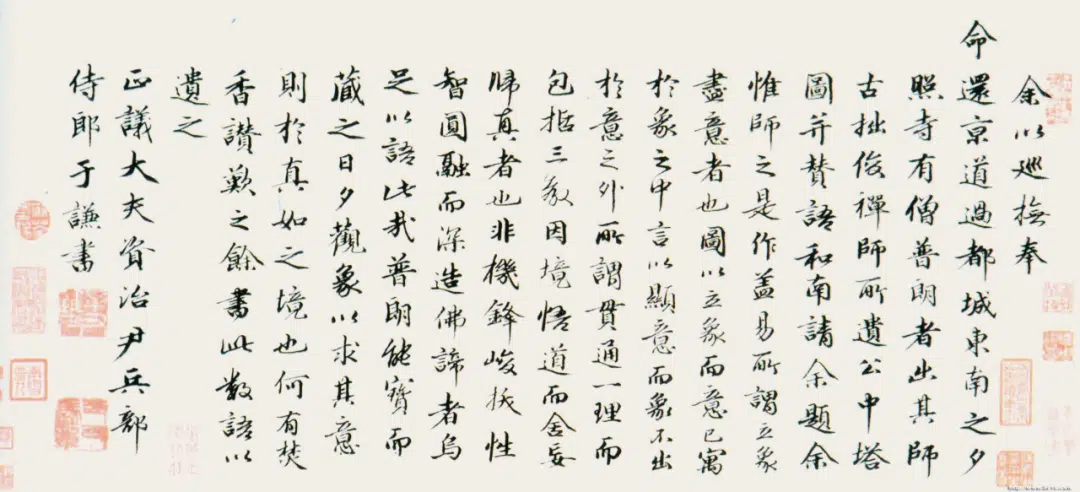 余以巡撫奉
命還京道過都城東南之夕
照寺有僧普朗者出其師
古拙俊禪師所遺公中塔
圖并贊語和南請余題余
惟師之是作盖易所謂立象
盡意者也圖以立象而意已寓
於象之中言以顯意而象不出
於意之外所謂貫通一理而
包括三教因境悟道而舍妄
歸真者也非機鋒峻拔性
智圓融而深造佛諦者烏
足以語此哉普朗能寶而
藏之日夕觀象以求其意
則於真如之境也何有焚
香讚歎之餘書此數語以
遺之
正議大夫資治尹兵部
侍郎于謙書